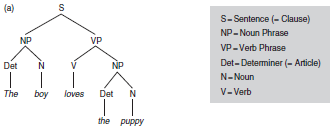 (a)
S
NP VP
Det N V NP
The boy loves Det N
the puppy
S=Sentence (= Clause)
NP=Noun Phrase
VP=Verb Phrase
Det=Determiner (= Article)
N=Noun
V=Verb